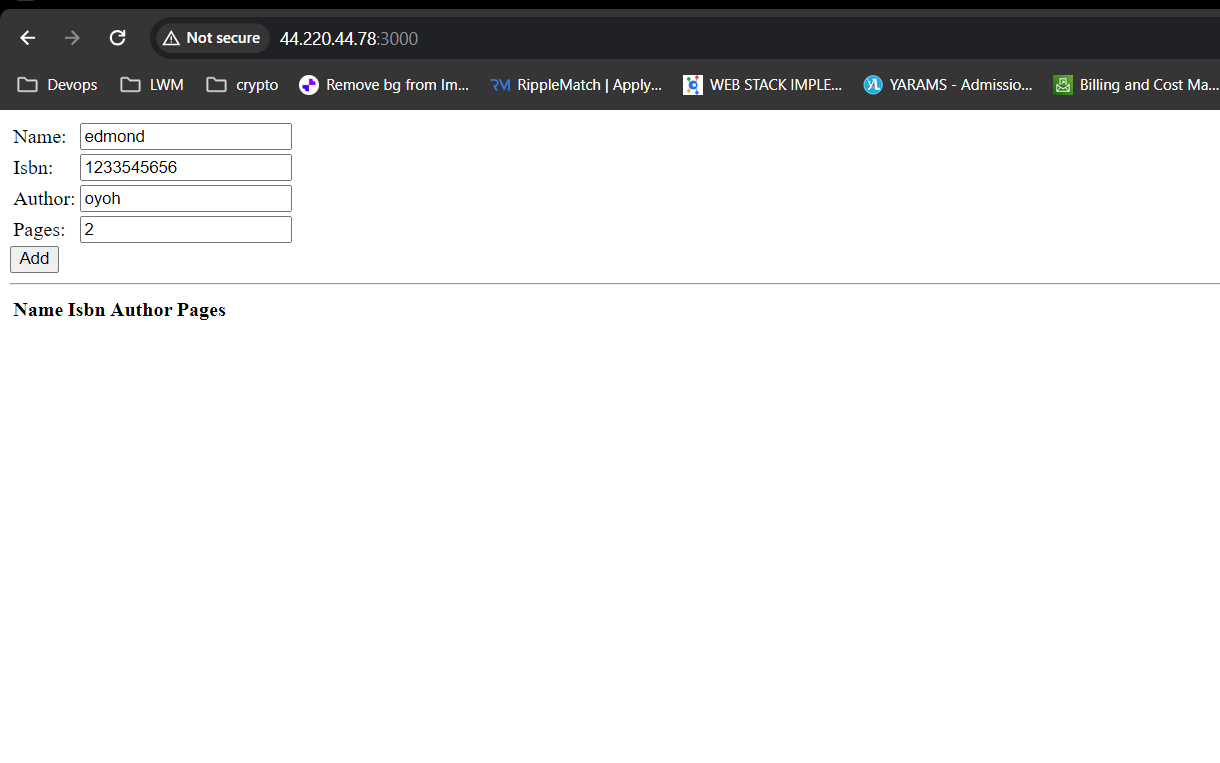 Not secure 44.220.44.78:3000
Devops LWM crypto Remove bg from Im... RippleMatch | Apply... WEB STACK IMPLE... YARAMS - Admissio... Billing and Cost Ma...
Name: edmond
Isbn: 1233545656
Author: oyoh
Pages: 2
Add
Name Isbn Author Pages